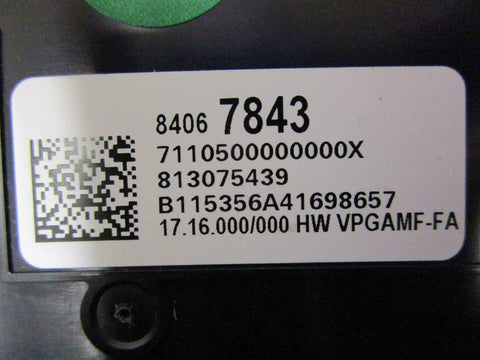 8406 7843
7110500000000X
813075439
B115356A41698657
17.16.000/000 HW VPGAMF-FA